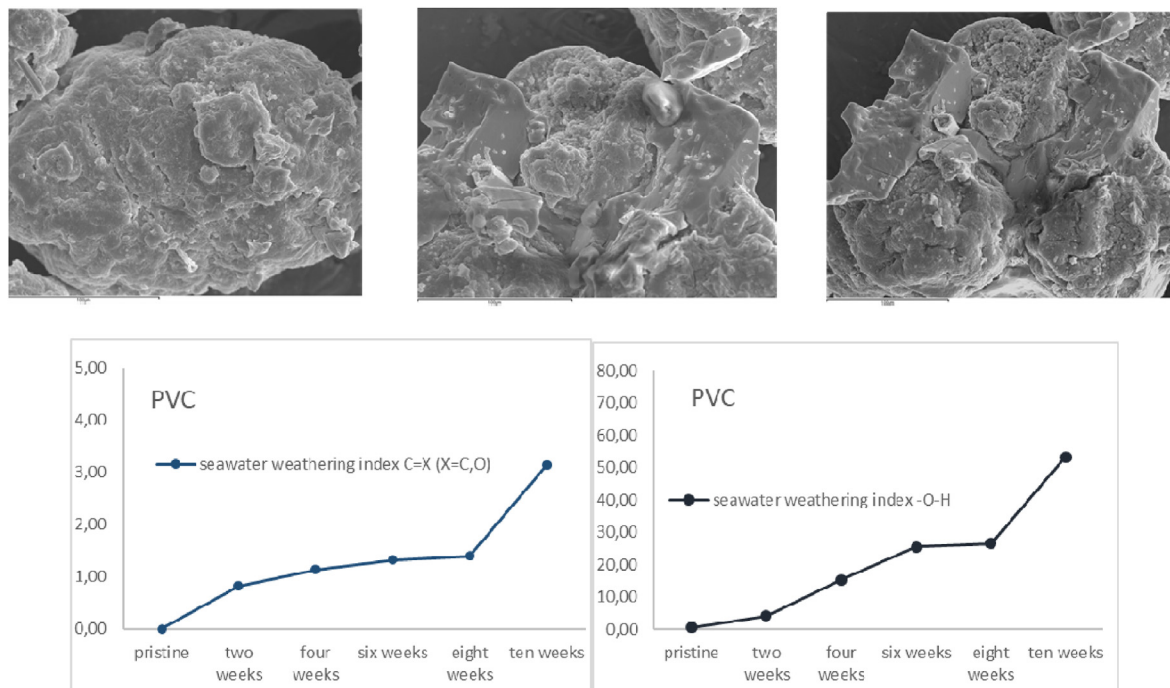 5,00
4,00
3,00
2,00
1,00
0,00
PVC
seawater weathering index C=X (X=C,O)
pristine
two
weeks
four
weeks
six weeks
eight
weeks
ten weeks
80,00
70,00
60,00
50,00
40,00
30,00
20,00
10,00
0,00
PVC
seawater weathering index -O-H
pristine
two
weeks
four
weeks
six weeks
eight
weeks
ten weeks